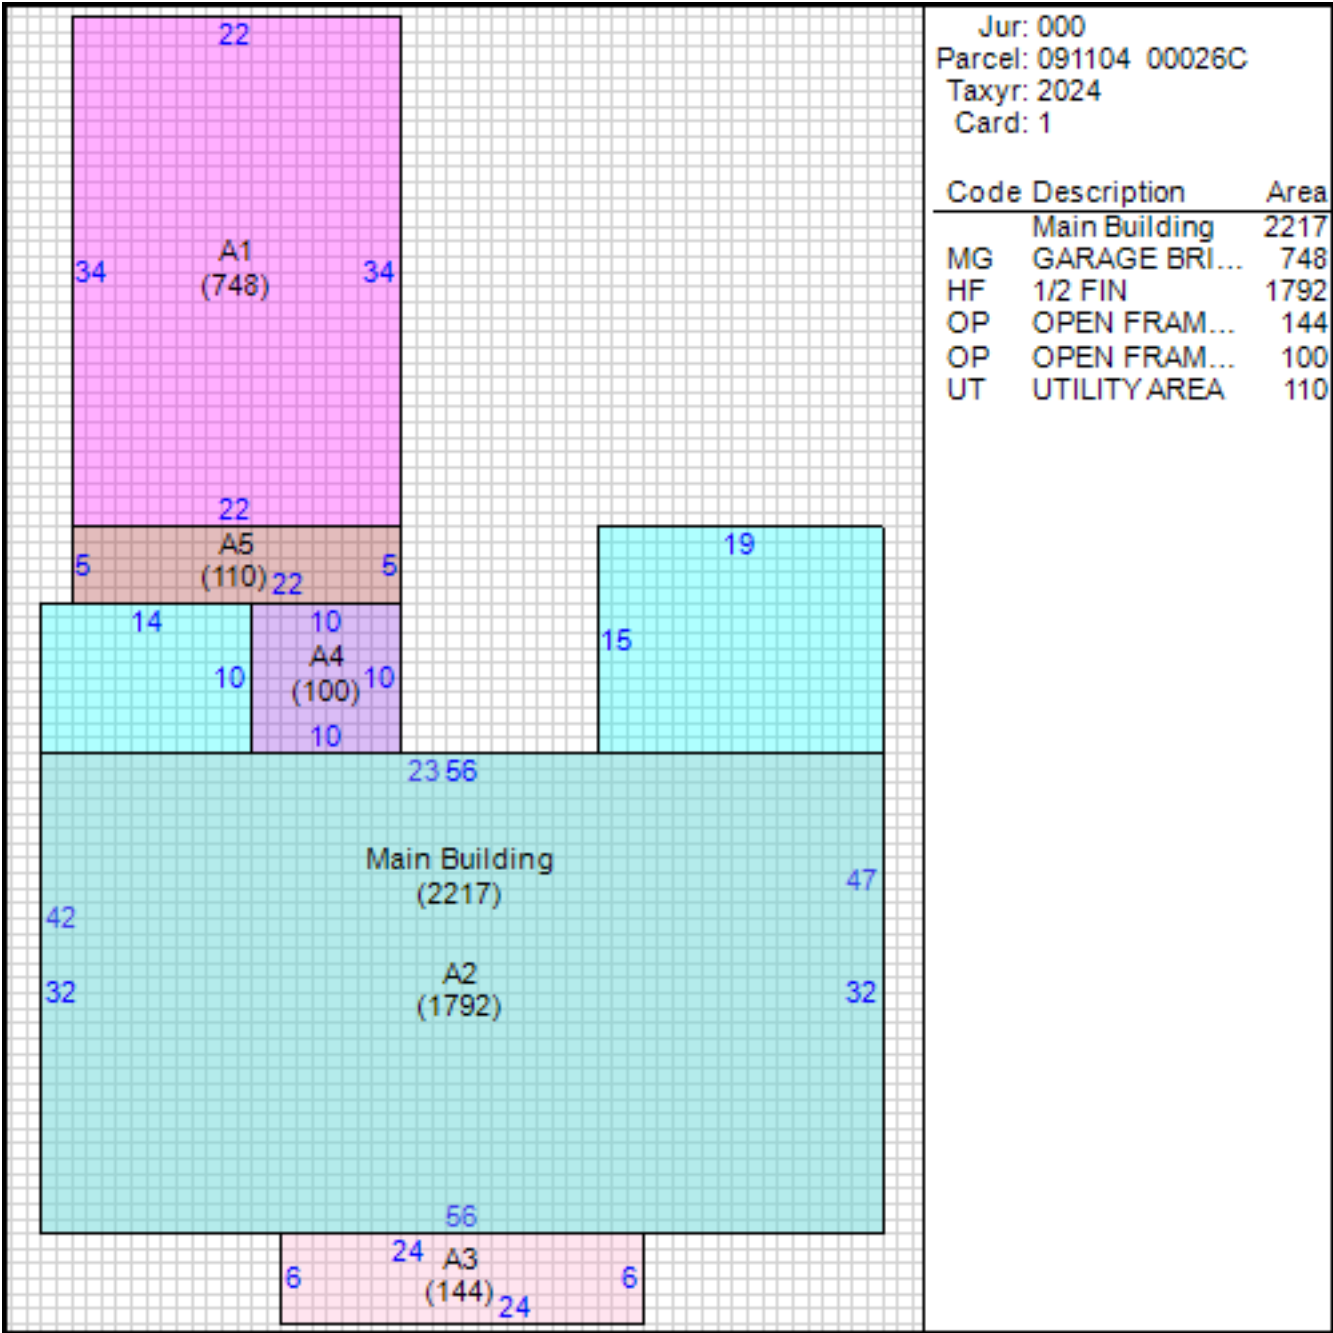 22
34
A1
(748)
34
22
A5
5
(110)
22
5
14
10
10
A4
(100)
10
10
19
15
23
56
Main Building
(2217)
47
42
A2
(1792)
32
32
56
24
A3
6
(144)
6
24
Jur: 000
Parcel: 091104 00026C
Taxyr: 2024
Card: 1
Code Description Area
Main Building 2217
MG GARAGE BRI... 748
HF 1/2 FIN 1792
OP OPEN FRAM... 144
OP OPEN FRAM... 100
UT UTILITY AREA 110